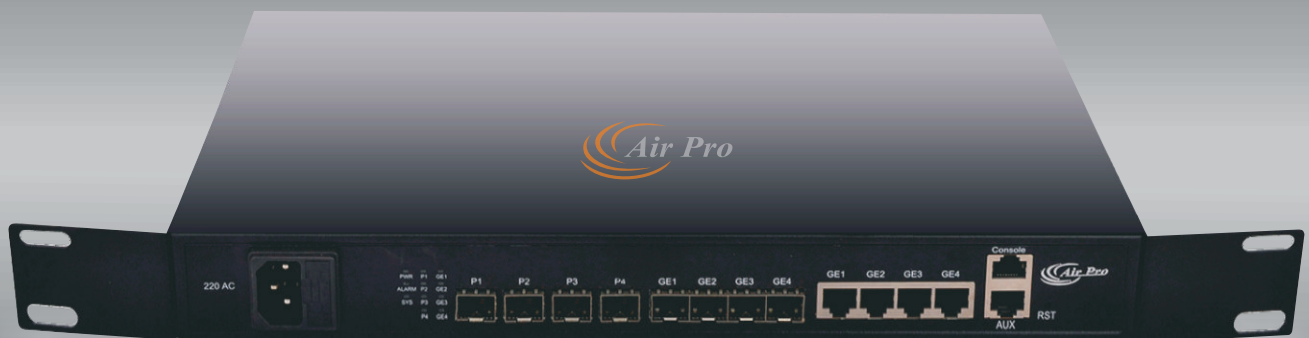 Air Pro
220 AC
PWR P1 GE1
ALARM P2 GE2
SYS P3 GE3
P4 GE4
P1 P2 P3 P4 GE1 GE2 GE3 GE4
GE1 GE2 GE3 GE4
Console
AUX
RST
Air Pro